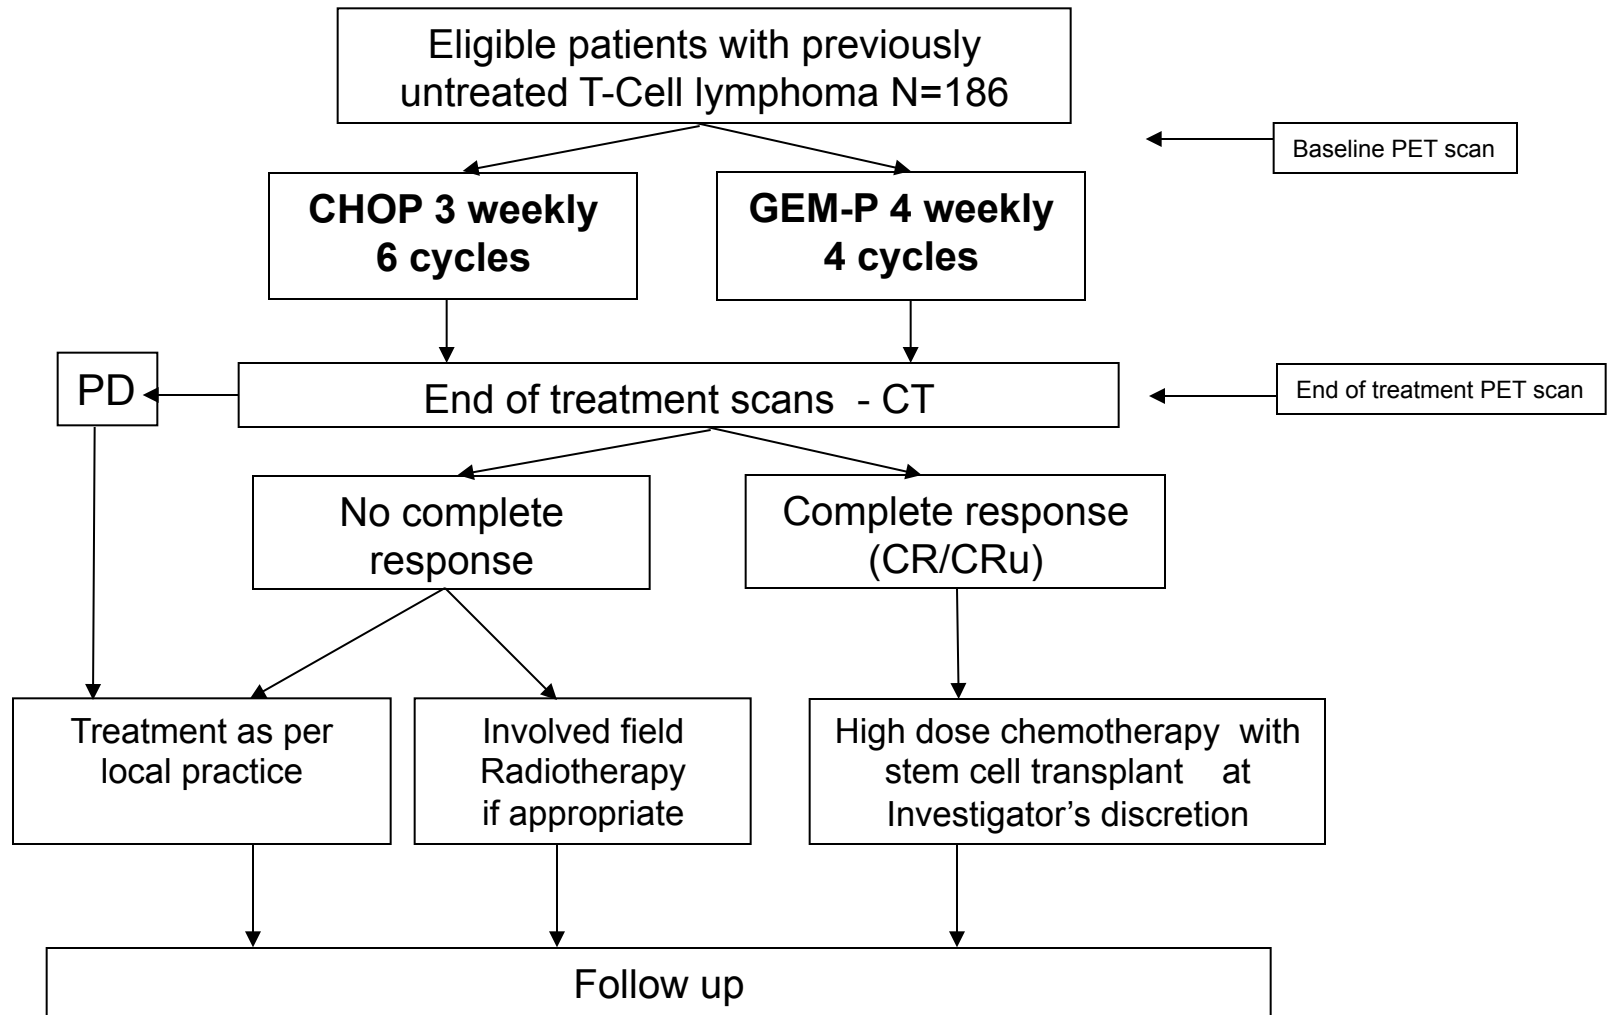 Eligible patients with previously
untreated T-Cell lymphoma N=186
Baseline PET scan
CHOP 3 weekly
6 cycles
GEM-P 4 weekly
4 cycles
PD
End of treatment scans - CT
End of treatment PET scan
No complete
response
Complete response
(CR/CRu)
Treatment as per
local practice
Involved field
Radiotherapy
if appropriate
High dose chemotherapy with
stem cell transplant at
Investigator’s discretion
Follow up